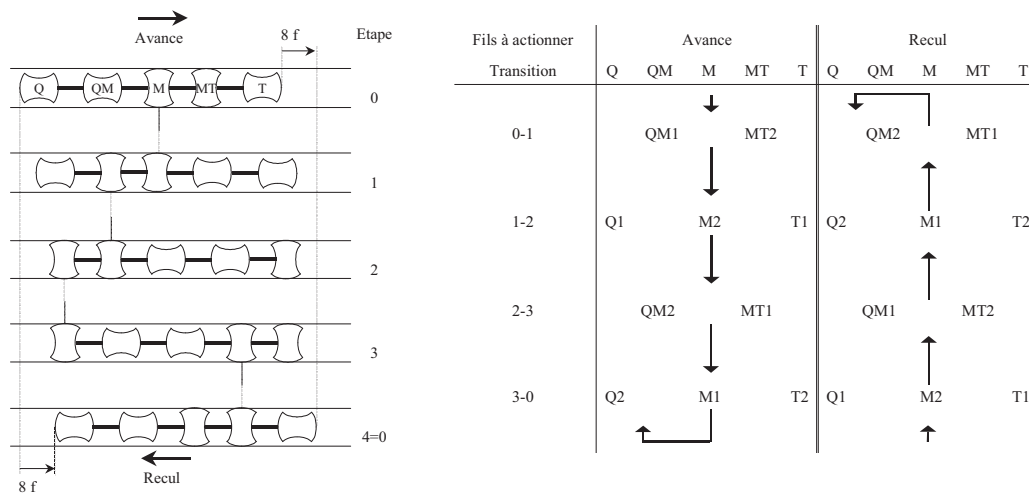 Avance
8 f
Etape
Q QM M MT T
0
1
2
3
4=0
Recul
8 f
Fils à actionner Avance Recul
Transition Q QM M MT T Q QM M MT T
0-1 QM1 MT2 QM2 MT1
1-2 Q1 M2 T1 Q2 M1 T2
2-3 QM2 MT1 QM1 MT2
3-0 Q2 M1 T2 Q1 M2 T1